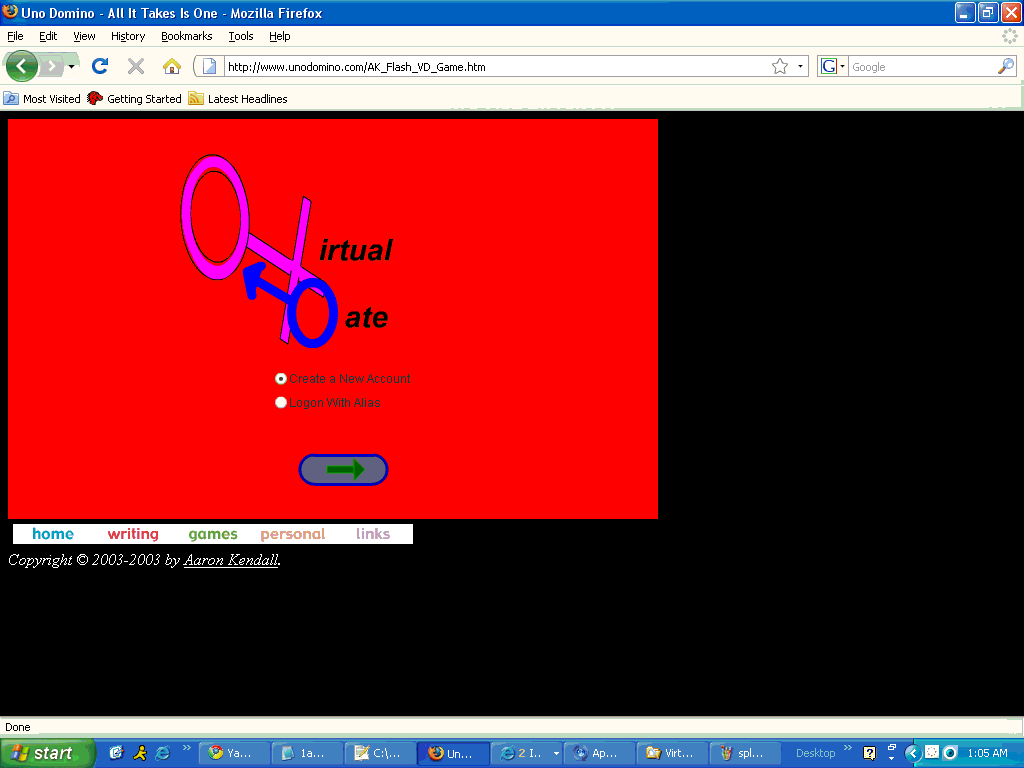 Uno Domino - All It Takes Is One - Mozilla Firefox
File Edit View History Bookmarks Tools Help
http://www.unodomino.com/AK_Flash_VD_Game.htm
G Google
Most Visited Getting Started Latest Headlines
irtual
ate
Create a New Account
Logon With Alias
home writing games personal links
Copyright © 2003-2003 by Aaron Kendall.
Done
start Ya... 1a... C:\... Un... 2 I... Ap... Virt... spl... Desktop 1:05 AM